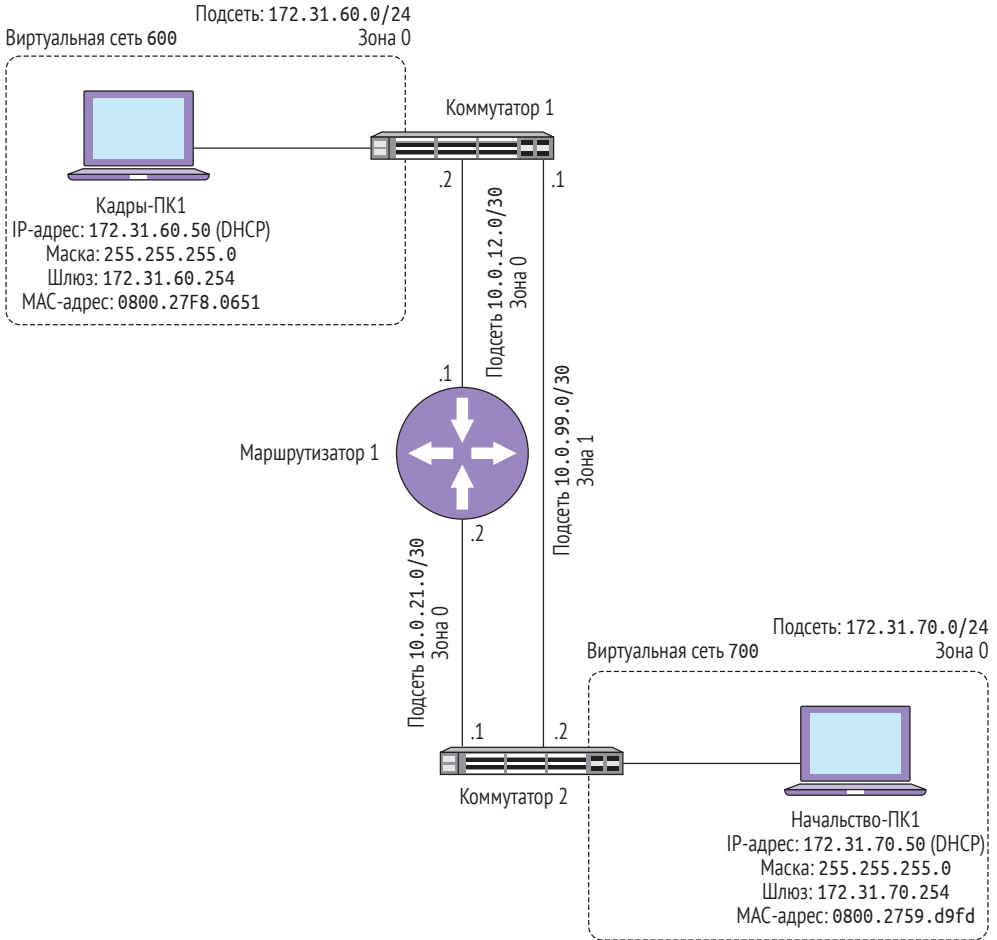 Подсеть: 172.31.60.0/24
Виртуальная сеть 600
Зона 0
Коммутатор 1
Кадры-ПК1
IP-адрес: 172.31.60.50 (DHCP)
Маска: 255.255.255.0
Шлюз: 172.31.60.254
MAC-адрес: 0800.27F8.0651
.2
.1
Подсеть 10.0.12.0/30
Зона 0
.1
Маршрутизатор 1
Подсеть 10.0.99.0/30
Зона 1
.2
Подсеть 10.0.21.0/30
Зона 0
.1
.2
Коммутатор 2
Подсеть: 172.31.70.0/24
Виртуальная сеть 700
Зона 0
Начальство-ПК1
IP-адрес: 172.31.70.50 (DHCP)
Маска: 255.255.255.0
Шлюз: 172.31.70.254
MAC-адрес: 0800.2759.d9fd